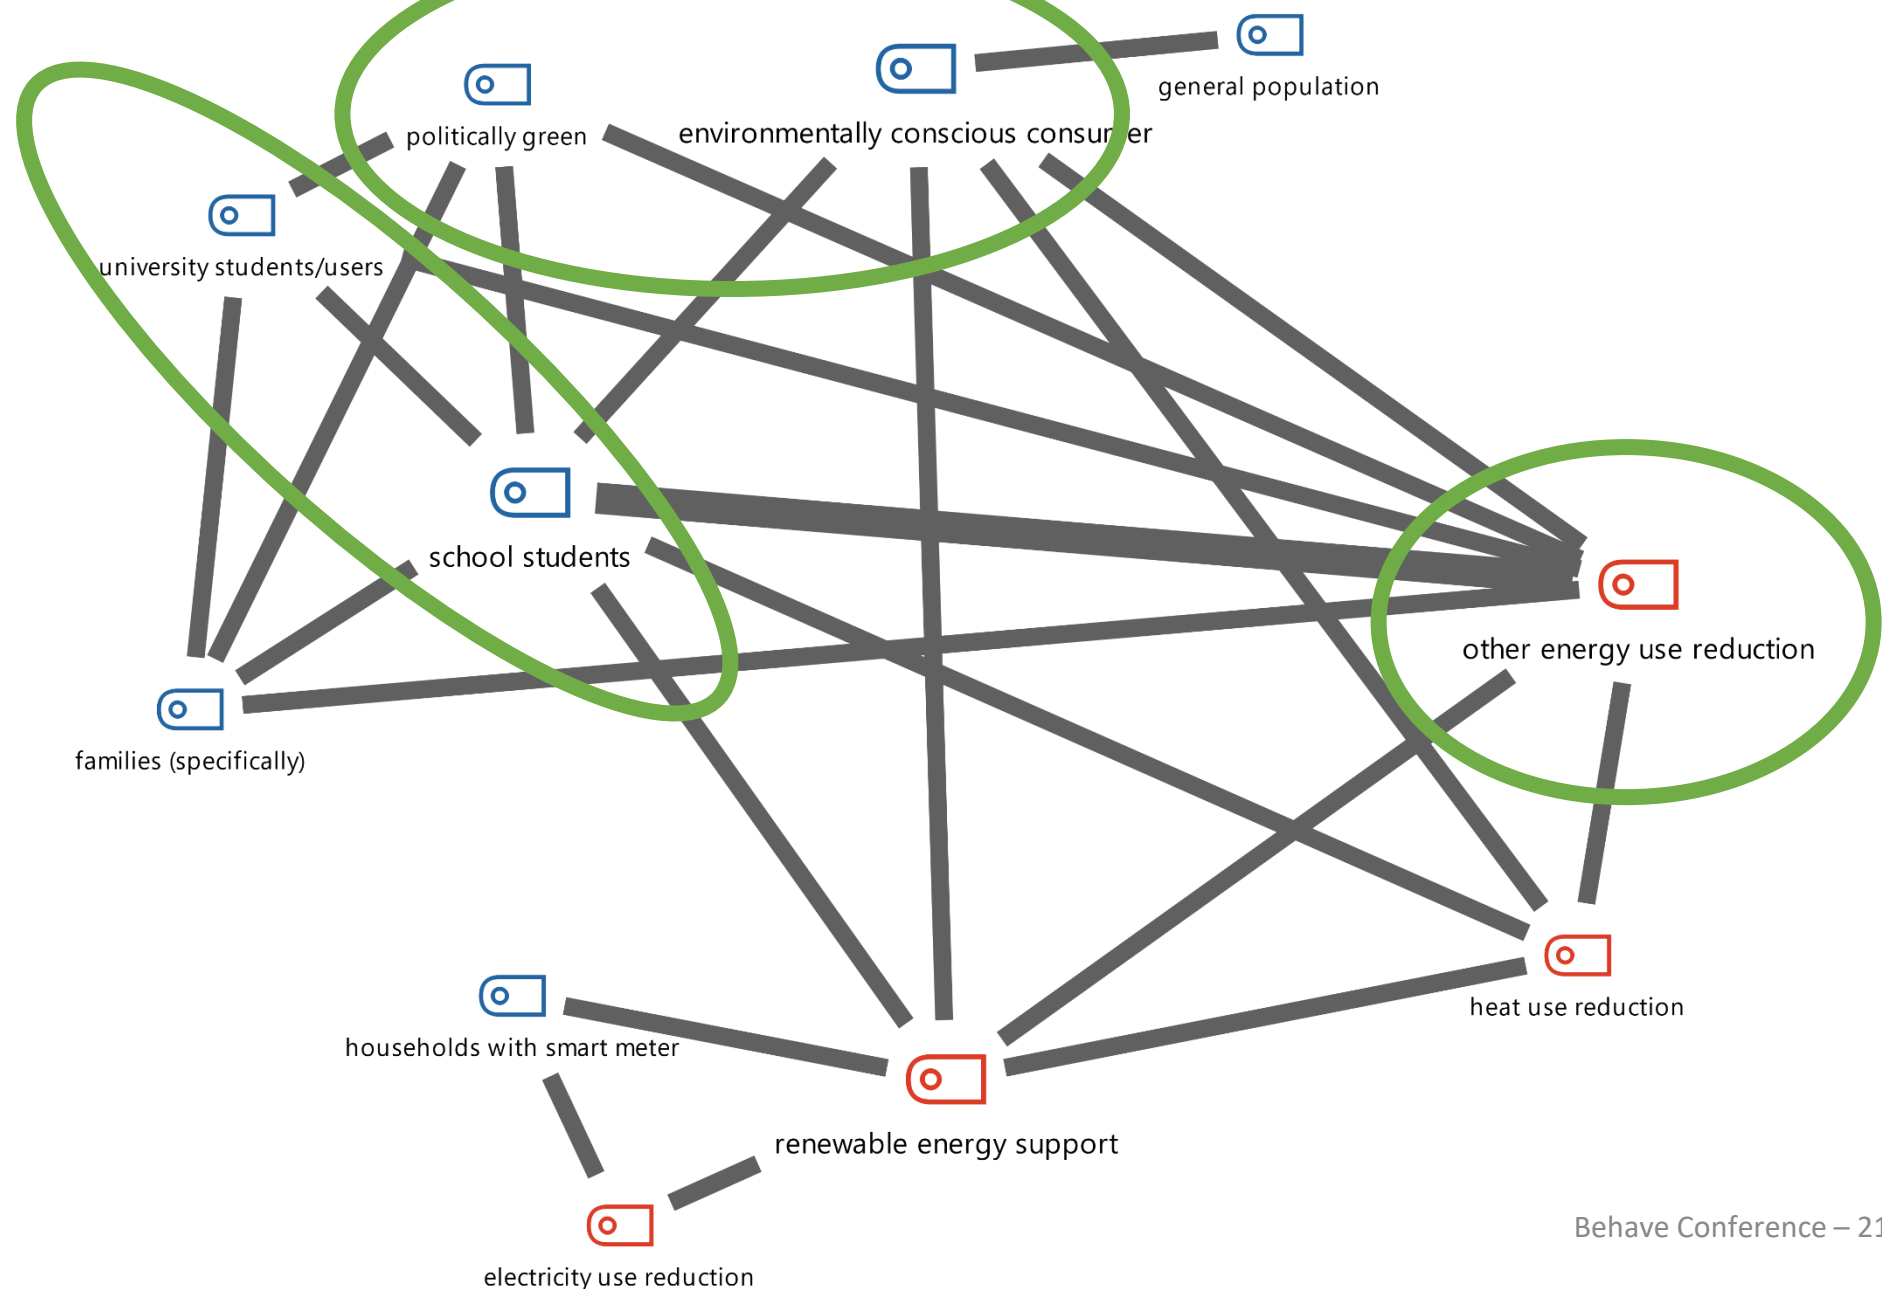 general population
politically green
environmentally conscious consumer
university students/users
school students
other energy use reduction
families (specifically)
heat use reduction
households with smart meter
renewable energy support
Behave Conference – 21
electricity use reduction